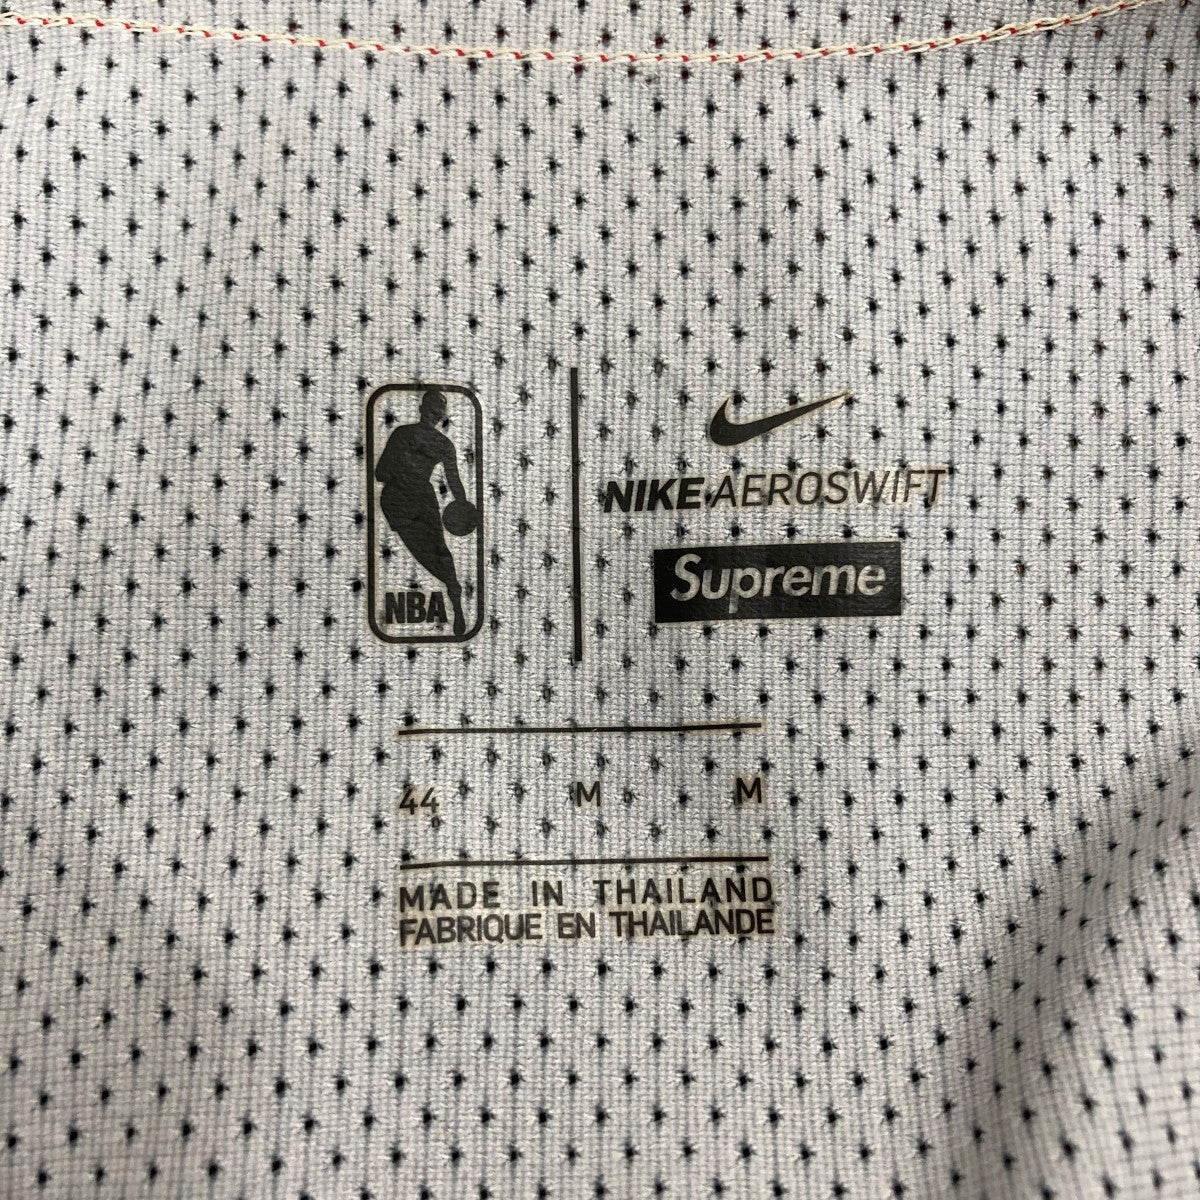 NBA
NIKE AEROSWIFT
Supreme
44 M M
MADE IN THAILAND
FABRIQUE EN THAILANDE